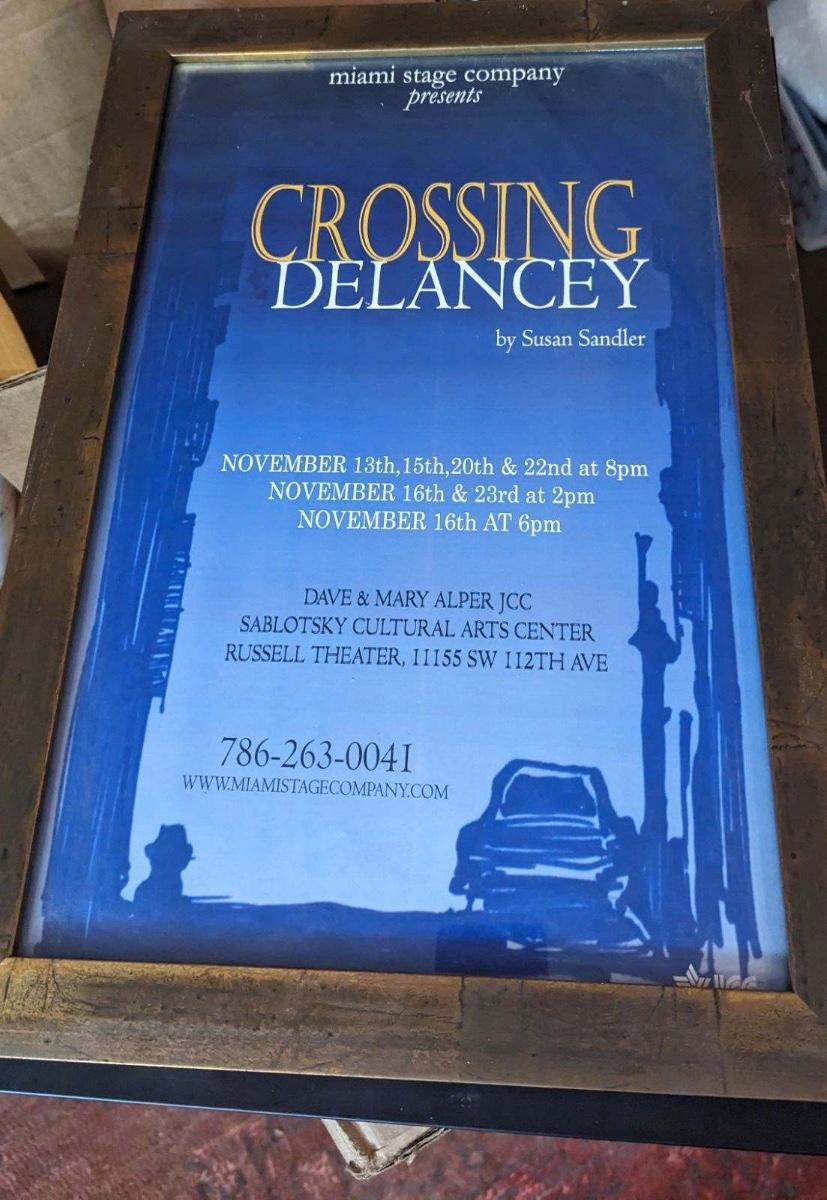 miami stage company
presents
CROSSING
DELANCEY
by Susan Sandler
NOVEMBER 13th,15th,20th & 22nd at 8pm
NOVEMBER 16th & 23rd at 2pm
NOVEMBER 16th AT 6pm
DAVE & MARY ALPER JCC
SABLOTSKY CULTURAL ARTS CENTER
RUSSELL THEATER, 11155 SW 112TH AVE
786-263-0041
WWW.MIAMISTAGECOMPANY.COM
JCC